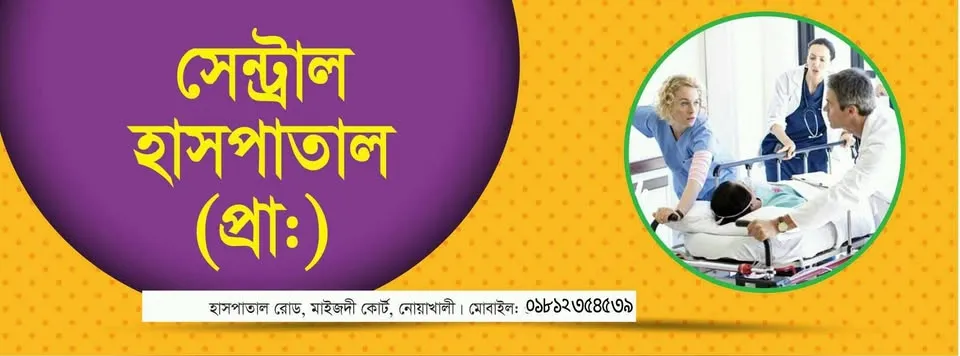 সেন্ট্রাল
হাসপাতাল
(প্রাঃ)
হাসপাতাল রোড, মাইজদী কোর্ট, নোয়াখালী। মোবাইল: ০১৮১২৩৫৪৫৩৯